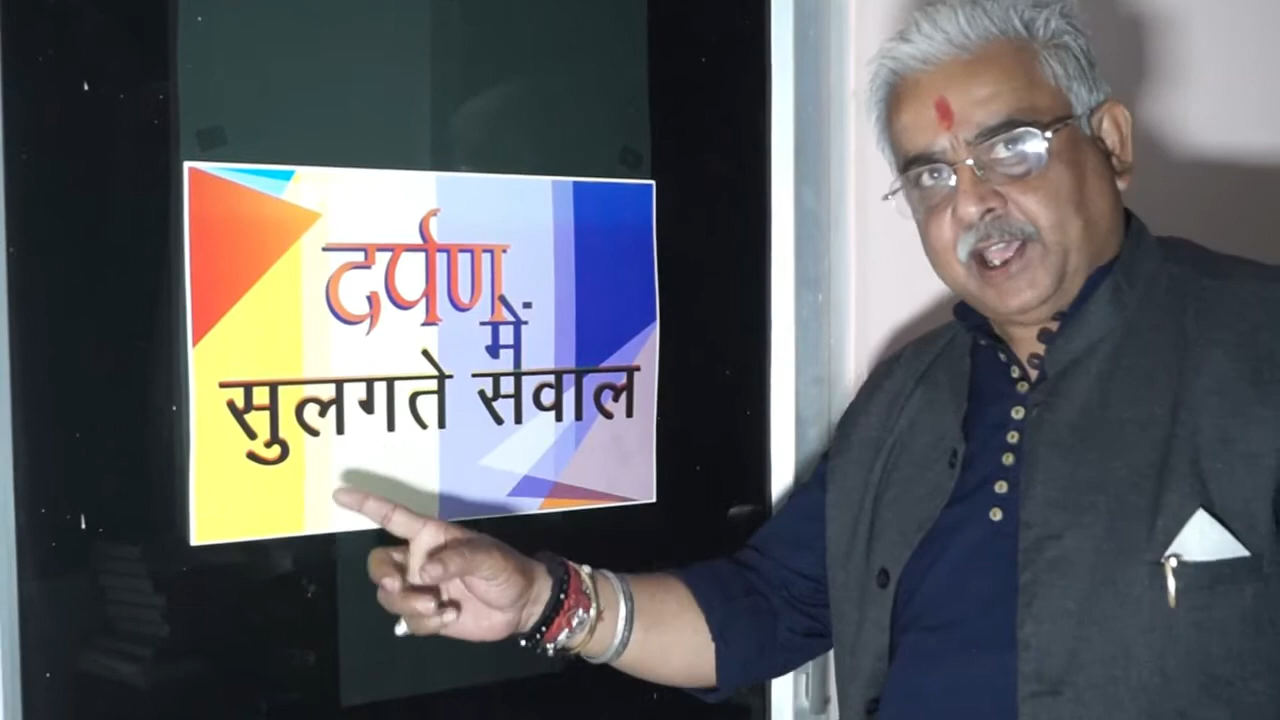 दर्पण
में
सुलगते सवाल